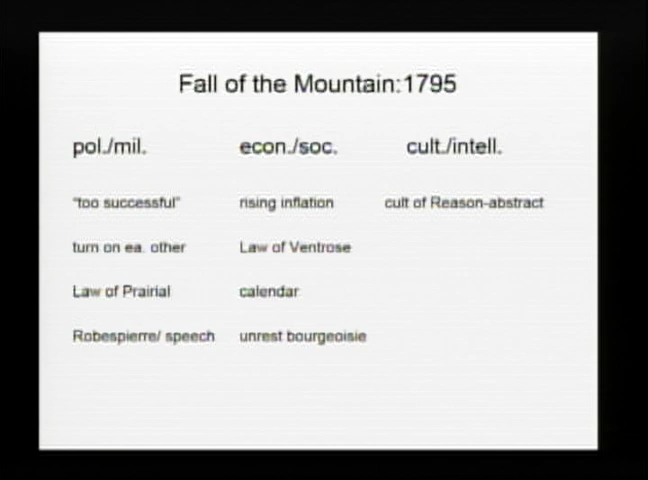 Fall of the Mountain:1795
pol./mil. econ./soc. cult./intell.
"too successful" rising inflation cult of Reason-abstract
turn on ea. other Law of Ventrose
Law of Prairial calendar
Robespierre/ speech unrest bourgeoisie